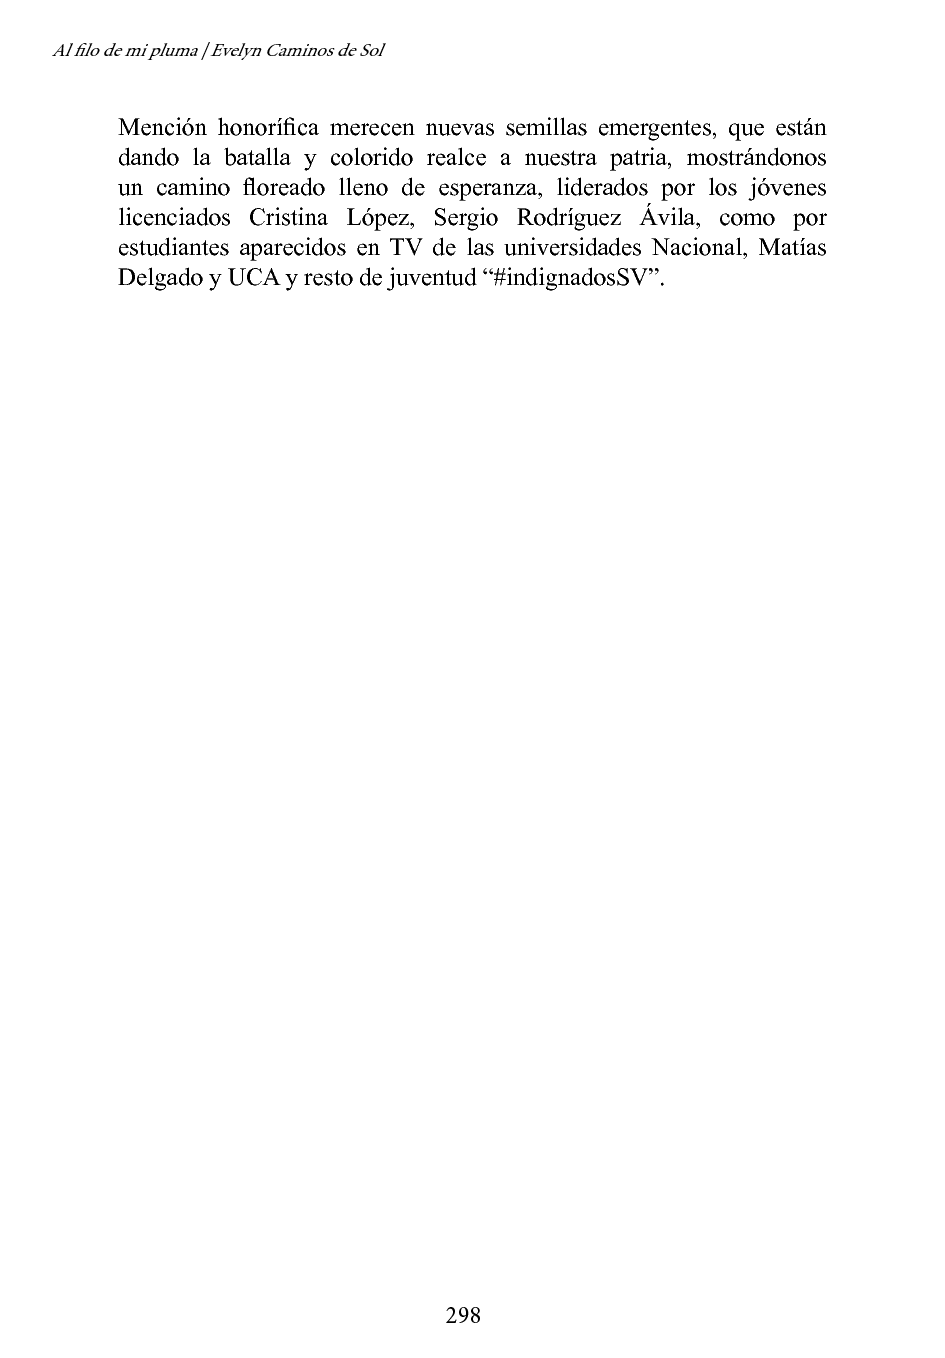 Al filo de mi pluma | Evelyn Caminos de Sol
Mención honorífica merecen nuevas semillas emergentes, que están
dando la batalla y colorido realce a nuestra patria, mostrándonos
un camino floreado lleno de esperanza, liderados por los jóvenes
licenciados Cristina López, Sergio Rodríguez Ávila, como por
estudiantes aparecidos en TV de las universidades Nacional, Matías
Delgado y UCA y resto de juventud “#indignadosSV”.
298